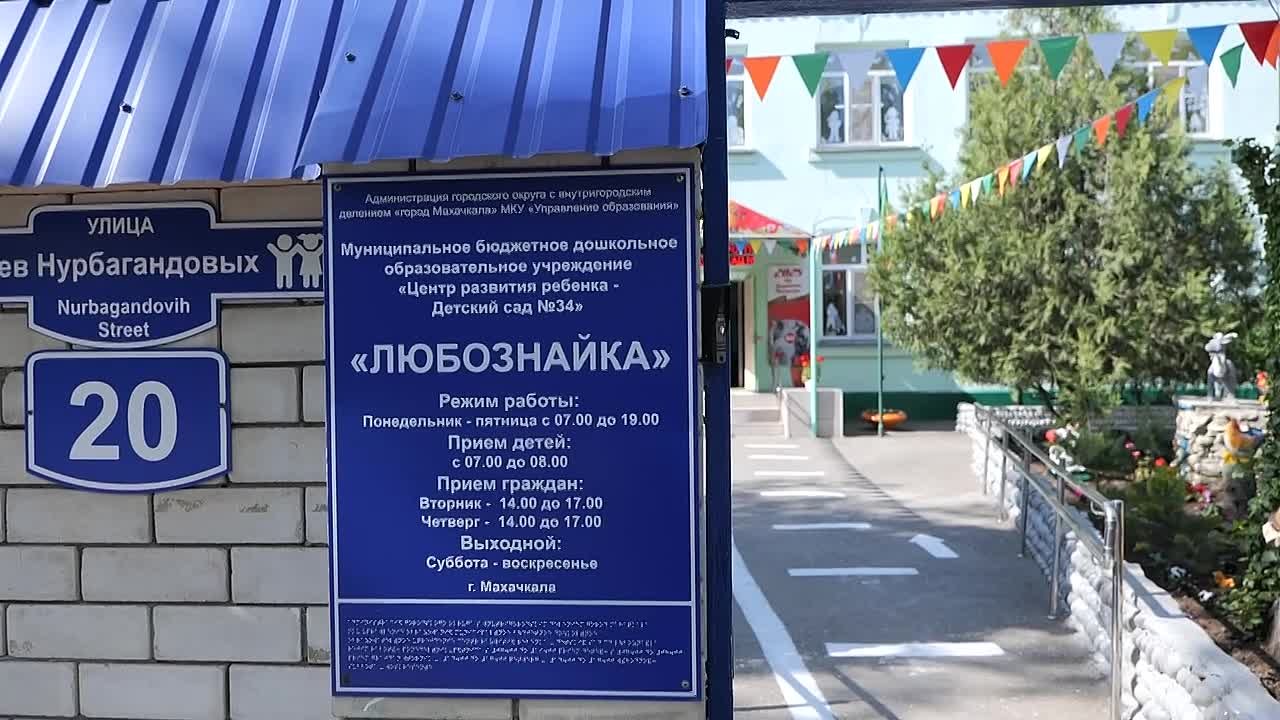 УЛИЦА
ев Нурбагандовых
Nurbagandovih
Street
20
Администрация городского округа с внутригородским
делением «город Махачкала» МКУ «Управление образования»
Муниципальное бюджетное дошкольное
образовательное учреждение
«Центр развития ребенка -
Детский сад №34»
«ЛЮБОЗНАЙКА»
Режим работы:
Понедельник - пятница с 07.00 до 19.00
Прием детей:
с 07.00 до 08.00
Прием граждан:
Вторник - 14.00 до 17.00
Четверг - 14.00 до 17.00
Выходной:
Суббота - воскресенье
г. Махачкала